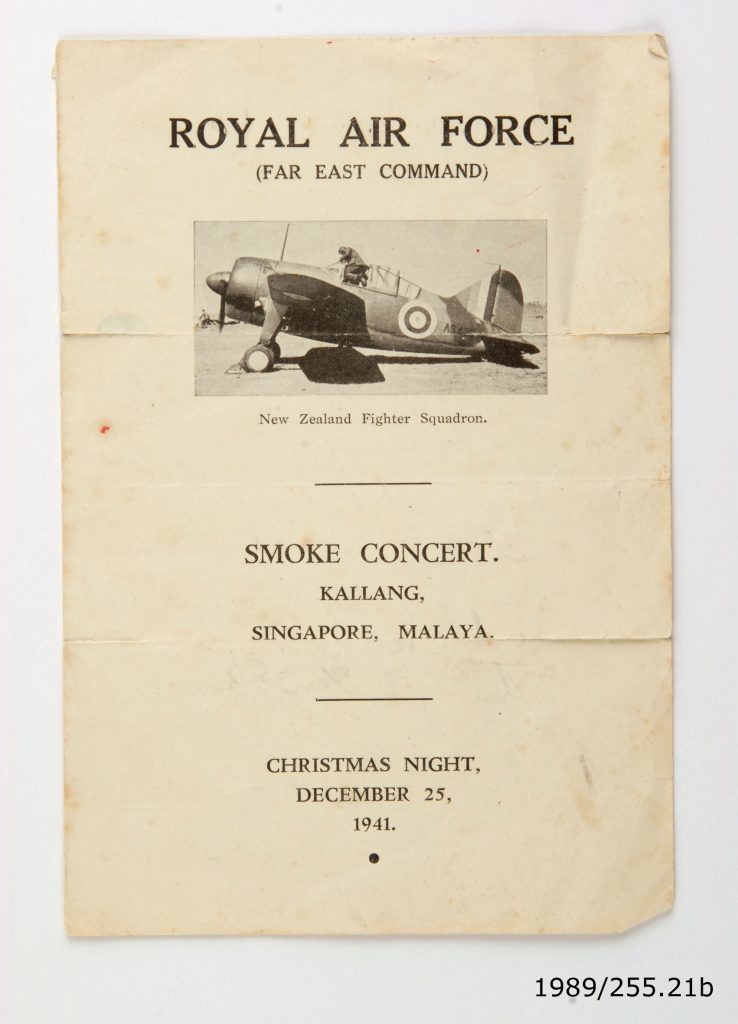 ROYAL AIR FORCE
(FAR EAST COMMAND)
New Zealand Fighter Squadron.
SMOKE CONCERT.
KALLANG,
SINGAPORE, MALAYA.
CHRISTMAS NIGHT,
DECEMBER 25,
1941.
1989/255.21b